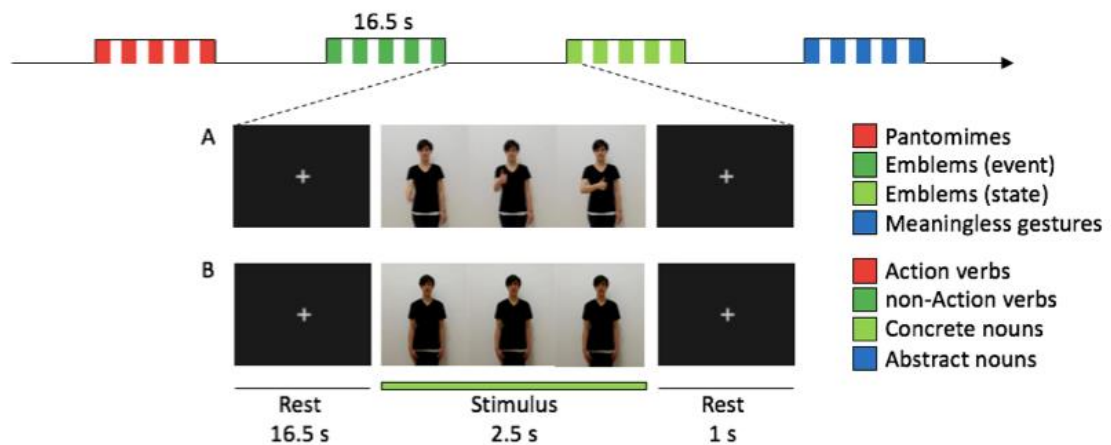 16.5 s
A
Pantomimes
Emblems (event)
Emblems (state)
Meaningless gestures
B
Action verbs
non-Action verbs
Concrete nouns
Abstract nouns
Rest
Stimulus
Rest
16.5 s
2.5 s
1 s